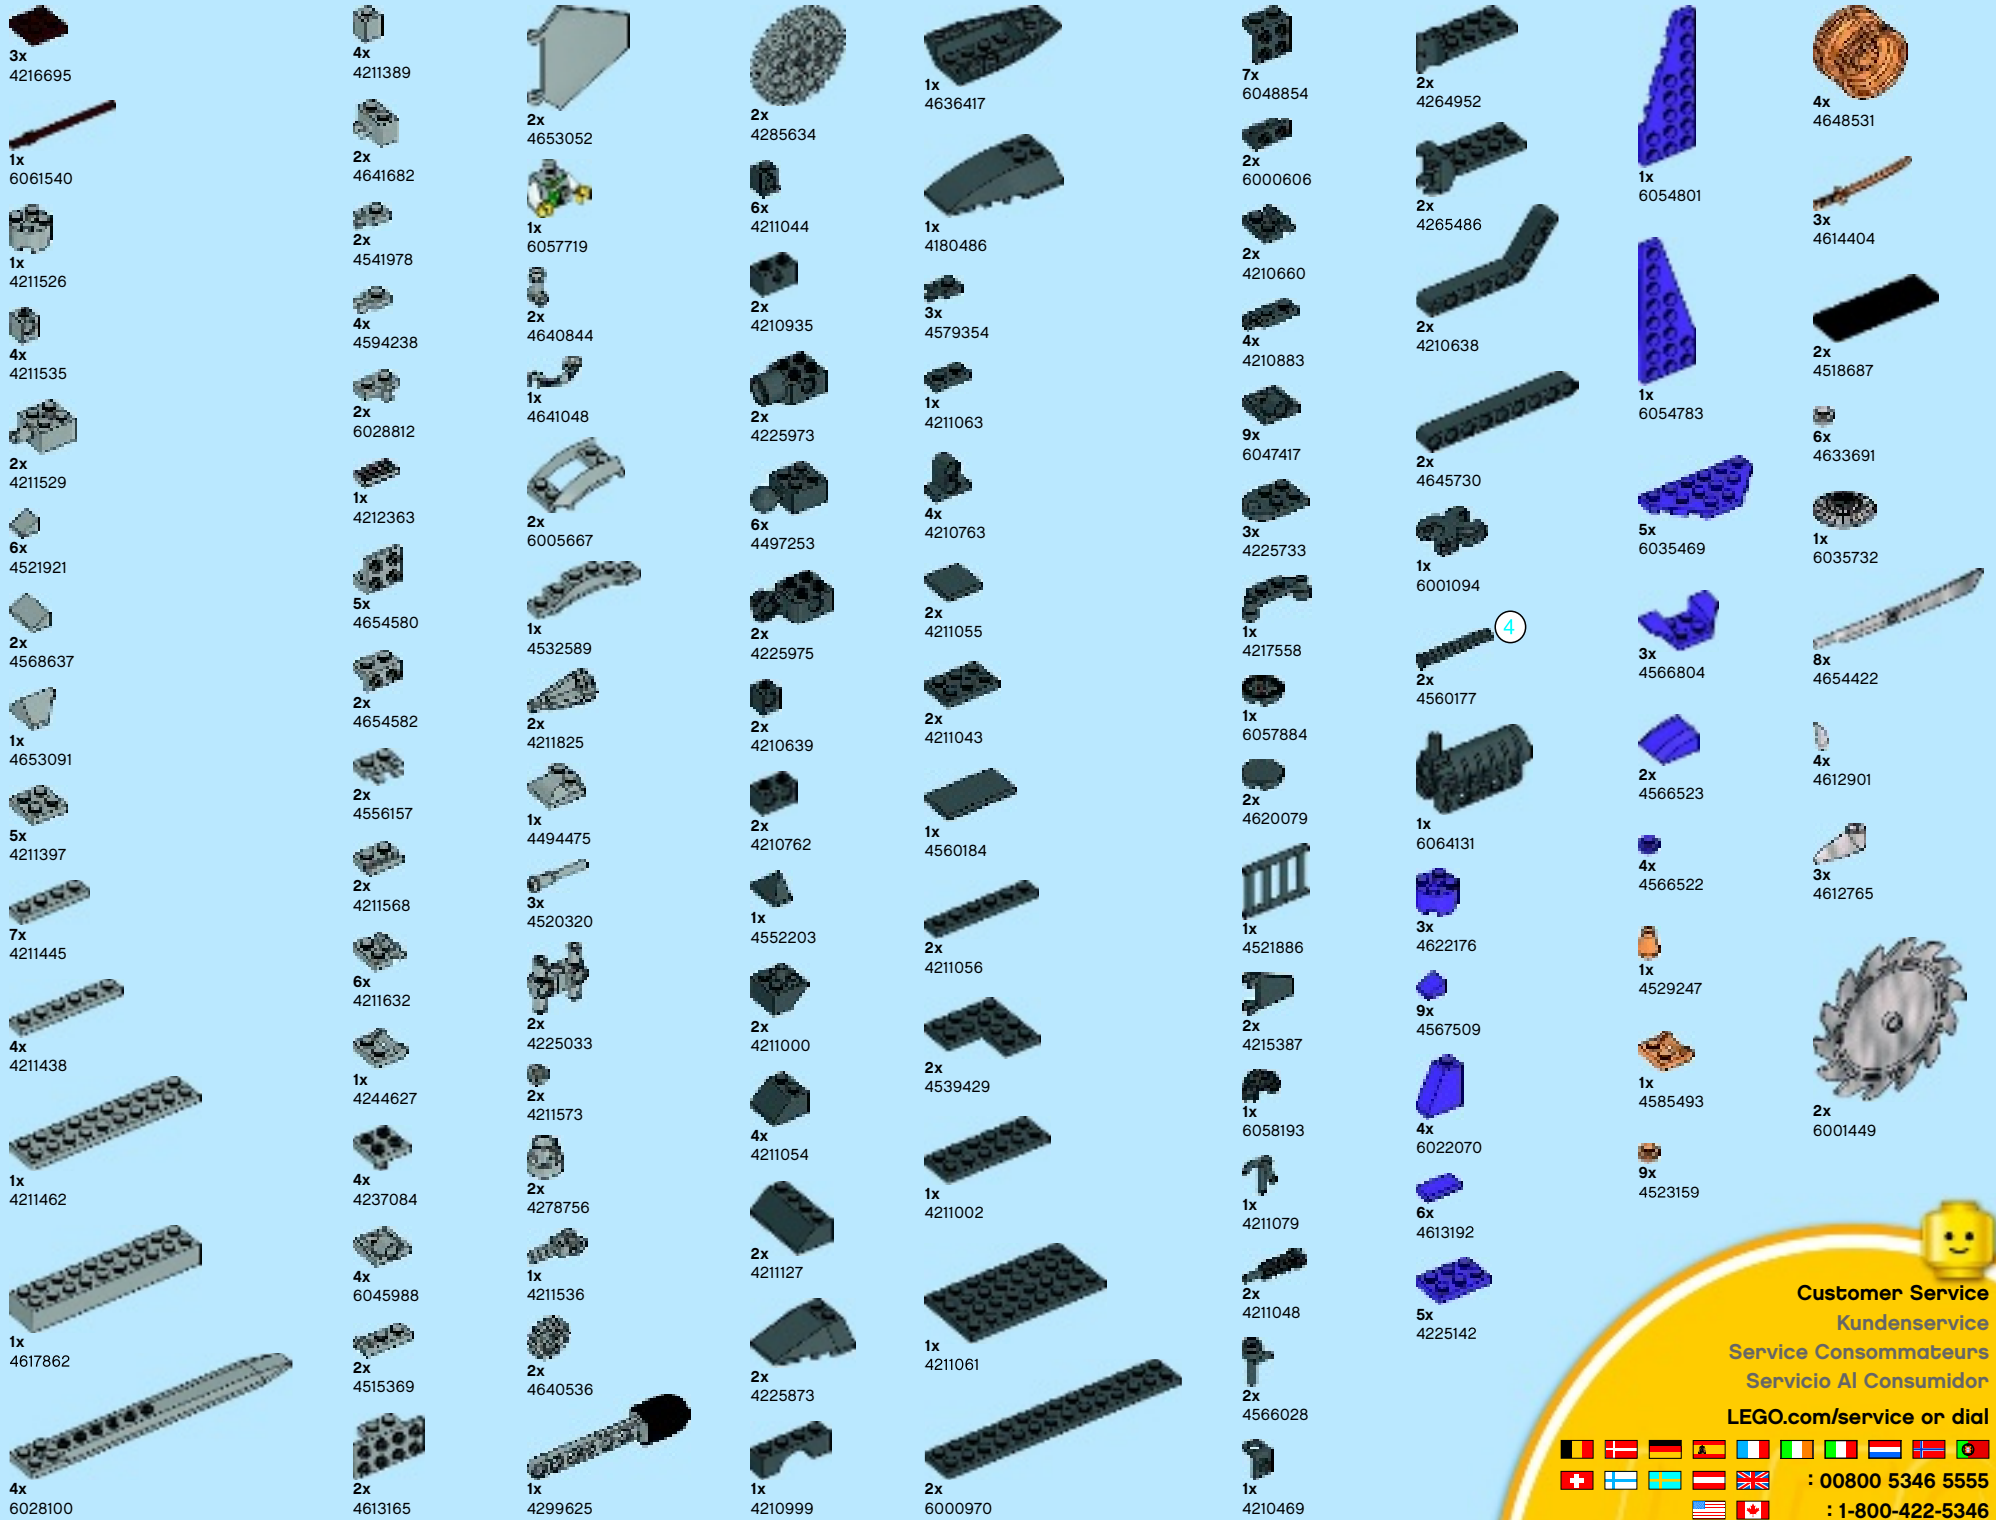 3x
4216695
1x
6061540
1x
4211526
4x
4211535
2x
4211529
6x
4521921
2x
4568637
1x
4653091
5x
4211397
7x
4211445
4x
4211438
1x
4211462
1x
4617862
4x
6028100
4x
4211389
2x
4641682
2x
4541978
4x
4594238
2x
6028812
1x
4212363
5x
4654580
2x
4654582
2x
4556157
2x
4211568
6x
4211632
1x
4244627
4x
4237084
4x
6045988
2x
4515369
2x
4613165
2x
4653052
1x
6057719
2x
4640844
1x
4641048
2x
6005667
1x
4532589
2x
4211825
1x
4494475
3x
4520320
2x
4225033
2x
4211573
2x
4278756
1x
4211536
2x
4640536
1x
4299625
2x
4285634
6x
4211044
2x
4210935
2x
4225973
6x
4497253
2x
4225975
2x
4210639
2x
4210762
1x
4552203
2x
4211000
4x
4211054
2x
4211127
2x
4225873
1x
4210999
1x
4636417
1x
4180486
3x
4579354
1x
4211063
4x
4210763
2x
4211055
2x
4211043
1x
4560184
2x
4211056
2x
4539429
1x
4211002
1x
4211061
2x
6000970
7x
6048854
2x
6000606
2x
4210660
4x
4210883
9x
6047417
3x
4225733
1x
4217558
1x
6057884
2x
4620079
1x
4521886
2x
4215387
1x
6058193
1x
4211079
2x
4211048
2x
4566028
1x
4210469
2x
4264952
2x
4265486
2x
4210638
2x
4645730
1x
6001094
4
2x
4560177
1x
6064131
3x
4622176
9x
4567509
4x
6022070
6x
4613192
5x
4225142
1x
6054801
1x
6054783
5x
6035469
3x
4566804
2x
4566523
4x
4566522
1x
4529247
1x
4585493
9x
4523159
4x
4648531
3x
4614404
2x
4518687
6x
4633691
1x
6035732
8x
4654422
4x
4612901
3x
4612765
2x
6001449
Customer Service
Kundenservice
Service Consommateurs
Servicio Al Consumidor
LEGO.com/service or dial
: 00800 5346 5555
: 1-800-422-5346